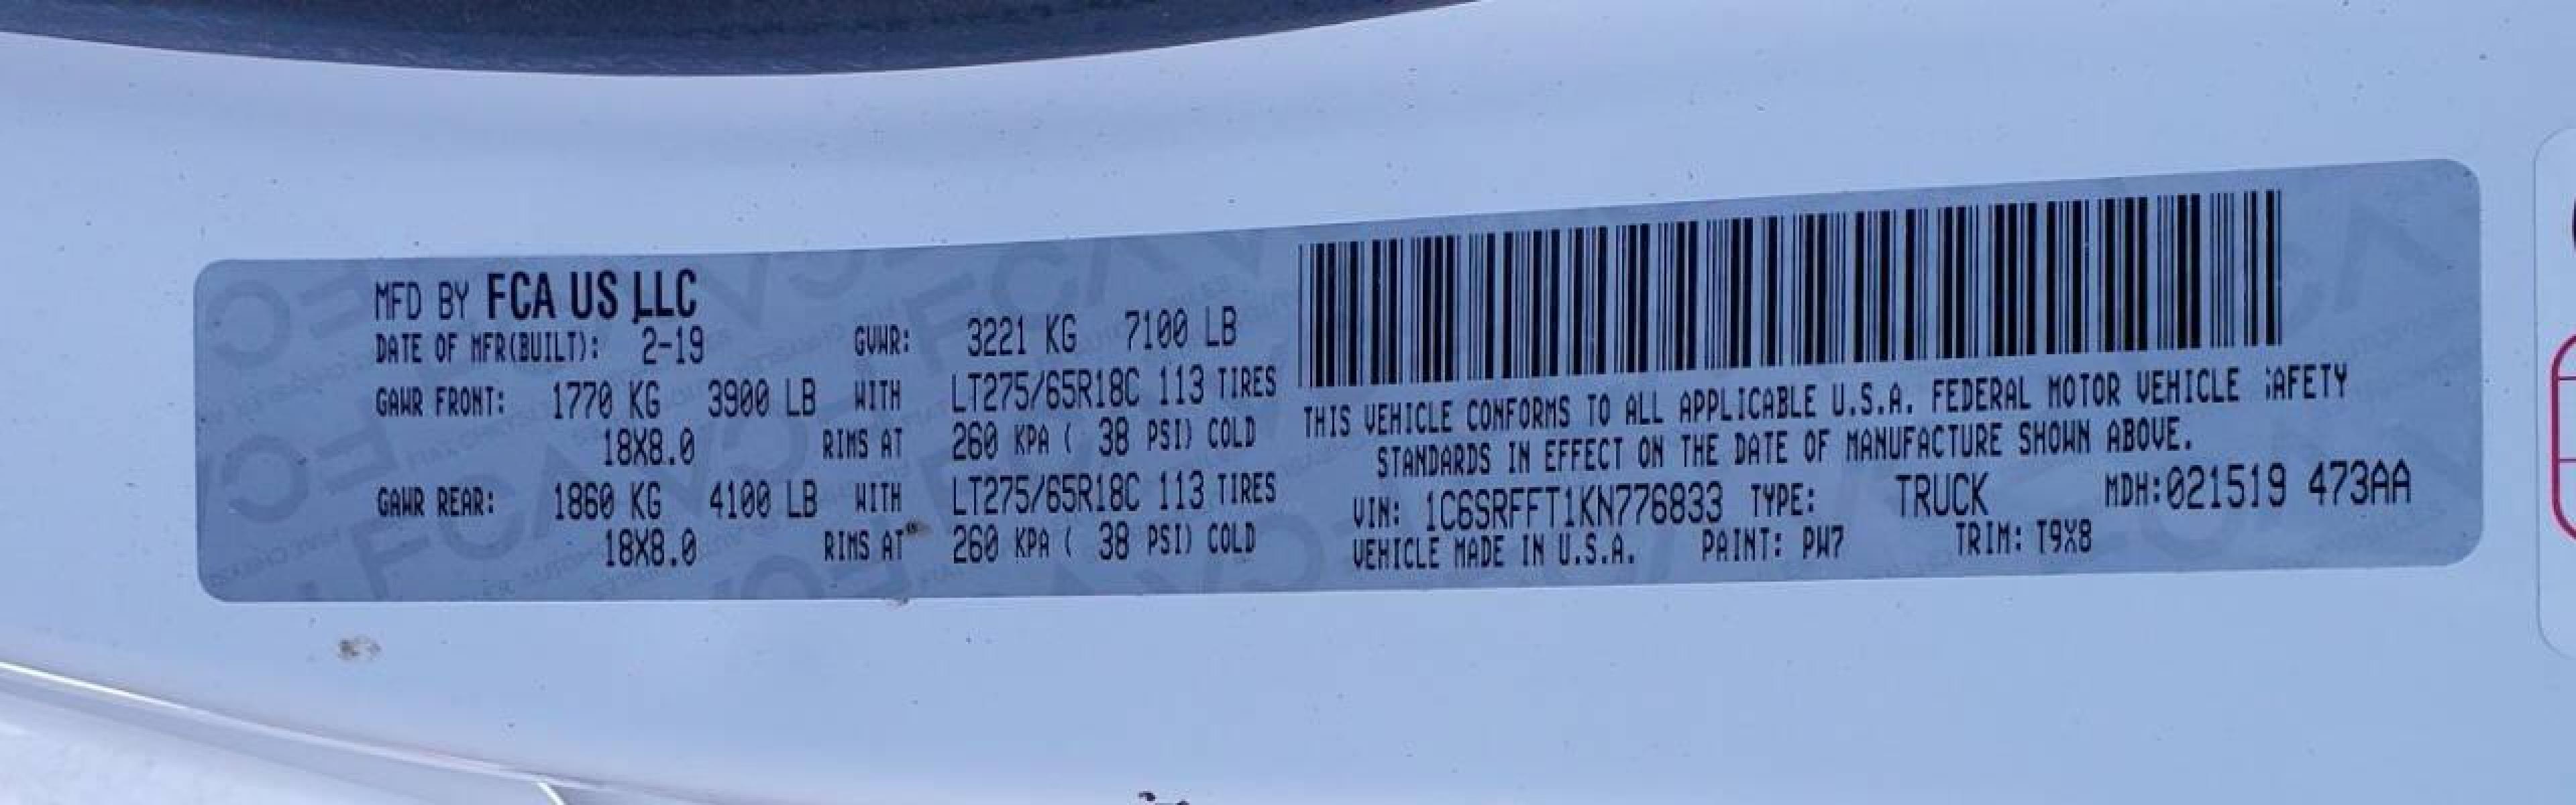 MFD BY FCA US LLC
DATE OF MFR(BUILT): 2-19 GVWR: 3221 KG 7100 LB
GAWR FRONT: 1770 KG 3900 LB WITH LT275/65R18C 113 TIRES
18X8.0 RIMS AT 260 KPA ( 38 PSI) COLD
GAWR REAR: 1860 KG 4100 LB WITH LT275/65R18C 113 TIRES
18X8.0 RIMS AT 260 KPA ( 38 PSI) COLD
THIS VEHICLE CONFORMS TO ALL APPLICABLE U.S.A. FEDERAL MOTOR VEHICLE SAFETY
STANDARDS IN EFFECT ON THE DATE OF MANUFACTURE SHOWN ABOVE.
VIN: 1C6SRFFT1KN776833 TYPE: TRUCK MDH:021519 473AA
VEHICLE MADE IN U.S.A. PAINT: PW7 TRIM: T9X8